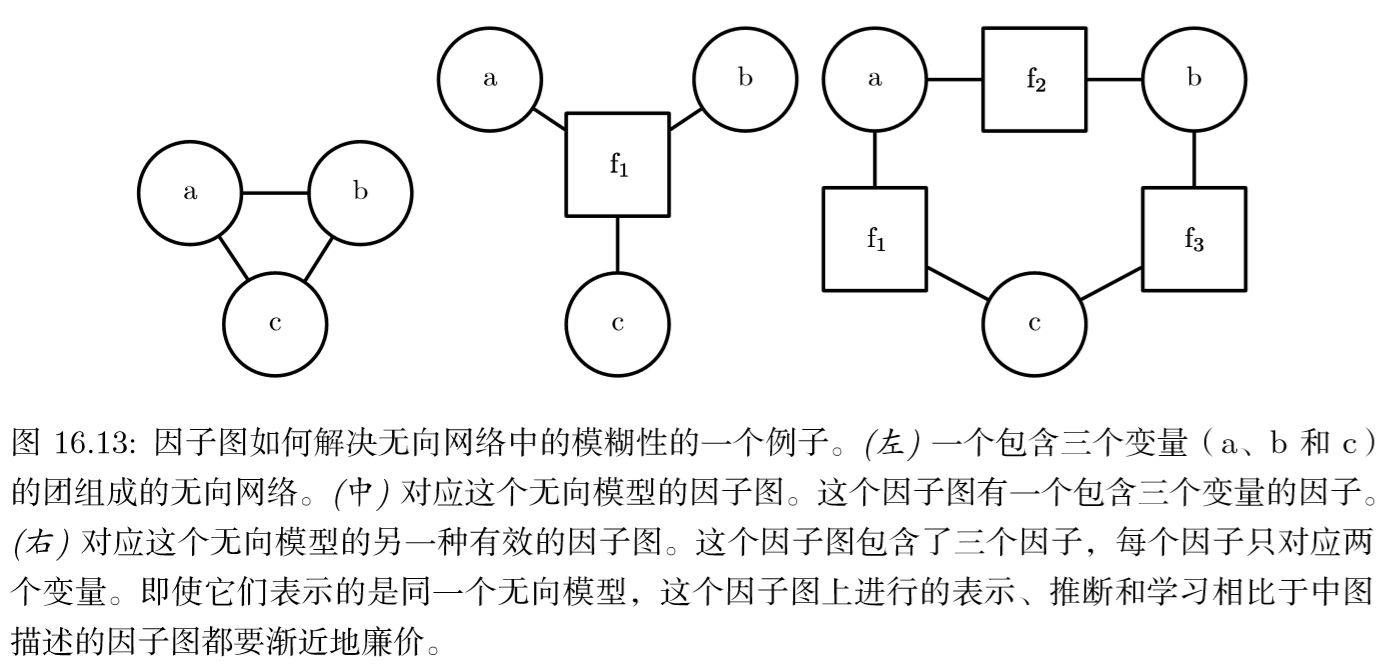 a
b
c
a
b
f₁
c
a
f₂
b
f₁
f₃
c
图 16.13: 因子图如何解决无向网络中的模糊性的一个例子。(左) 一个包含三个变量（a、b 和 c）
的团组成的无向网络。(中) 对应这个无向模型的因子图。这个因子图有一个包含三个变量的因子。
(右) 对应这个无向模型的另一种有效的因子图。这个因子图包含了三个因子，每个因子只对应两
个变量。即使它们表示的是同一个无向模型，这个因子图上进行的表示、推断和学习相比于中图
描述的因子图都要渐近地廉价。